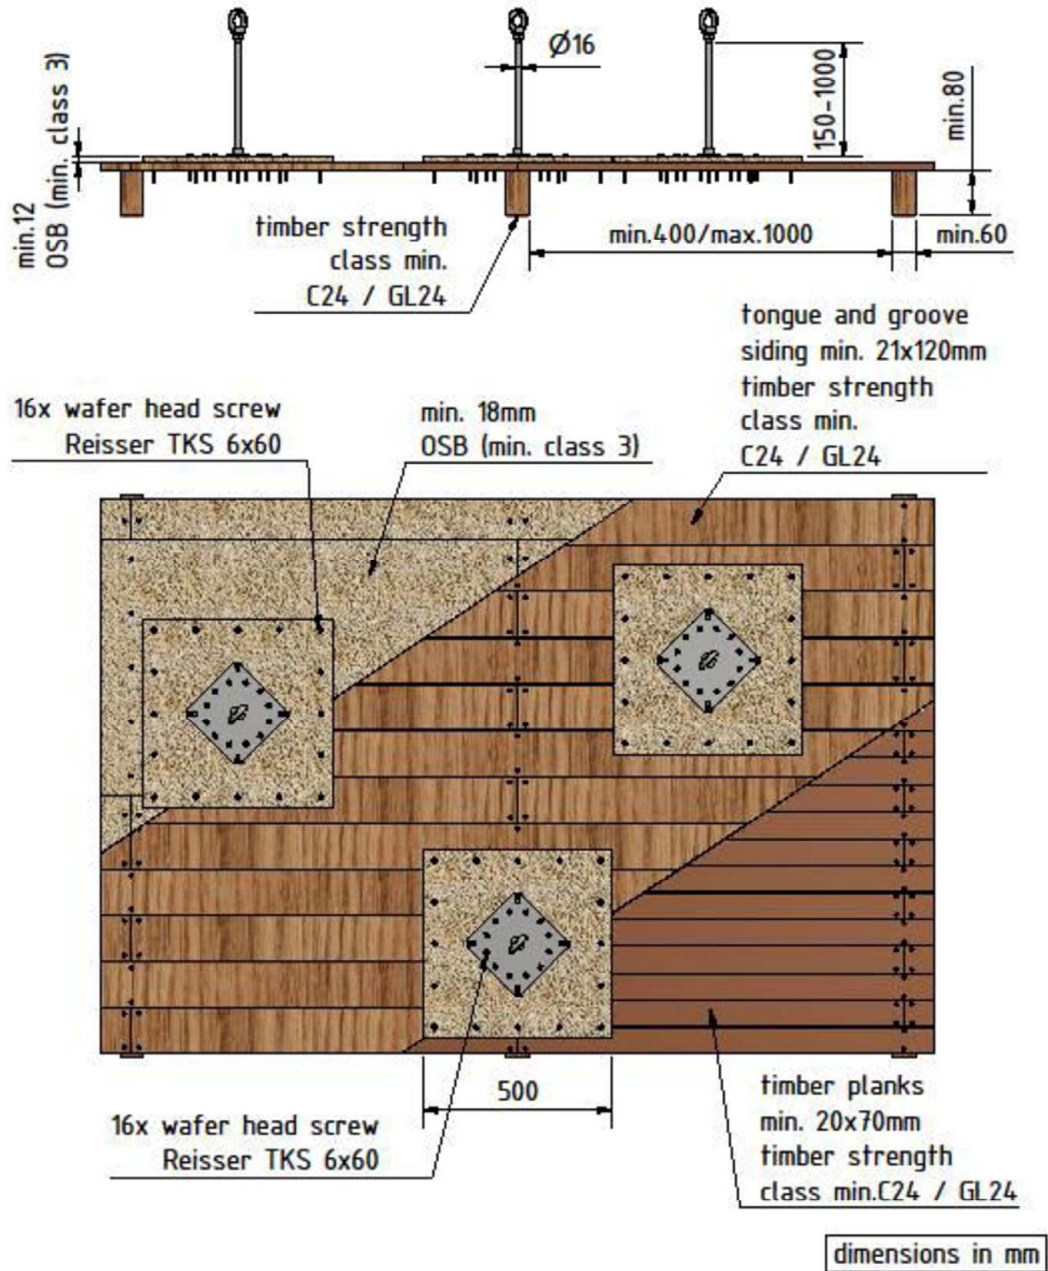 Ø16
150-1000
min.80
min.12
OSB (min. class 3)
timber strength
class min.
C24 / GL24
min.400/max.1000
min.60
tongue and groove
siding min. 21x120mm
timber strength
class min.
C24 / GL24
16x wafer head screw
Reisser TKS 6x60
min. 18mm
OSB (min. class 3)
500
16x wafer head screw
Reisser TKS 6x60
timber planks
min. 20x70mm
timber strength
class min.C24 / GL24
dimensions in mm